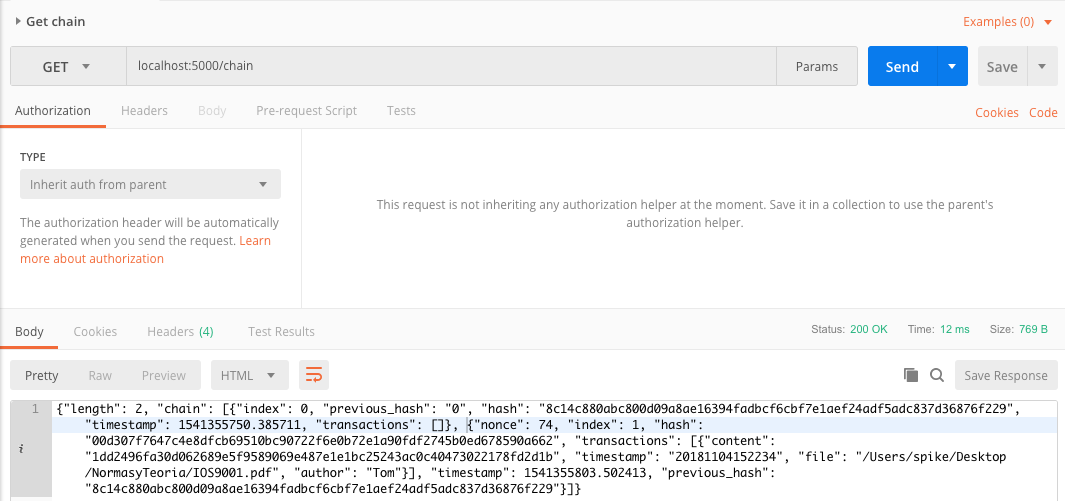 Get chain
Examples (0)
GET
localhost:5000/chain
Params
Send
Save
Authorization
Headers
Body
Pre-request Script
Tests
Cookies
Code
TYPE
Inherit auth from parent
The authorization header will be automatically
generated when you send the request. Learn
more about authorization
This request is not inheriting any authorization helper at the moment. Save it in a collection to use the parent's
authorization helper.
Body
Cookies
Headers (4)
Test Results
Status: 200 OK
Time: 12 ms
Size: 769 B
Pretty
Raw
Preview
HTML
Save Response
1
{"length": 2, "chain": [{"index": 0, "previous_hash": "0", "hash": "8c14c880abc800d09a8ae16394fadbcf6cbf7e1aef24adf5adc837d36876f229",
"timestamp": 1541355750.385711, "transactions": []}, {"nonce": 74, "index": 1, "hash":
"00d307f7647c4e8dfcb69510bc90722f6e0b72e1a90fdf2745b0ed678590a662", "transactions": [{"content":
"1dd2496fa30d062689e5f9589069e487e1e1bc25243ac0c40473022178fd2d1b", "timestamp": "20181104152234", "file": "/Users/spike/Desktop
/NormasyTeoria/IOS9001.pdf", "author": "Tom"}], "timestamp": 1541355803.502413, "previous_hash":
"8c14c880abc800d09a8ae16394fadbcf6cbf7e1aef24adf5adc837d36876f229"}]}